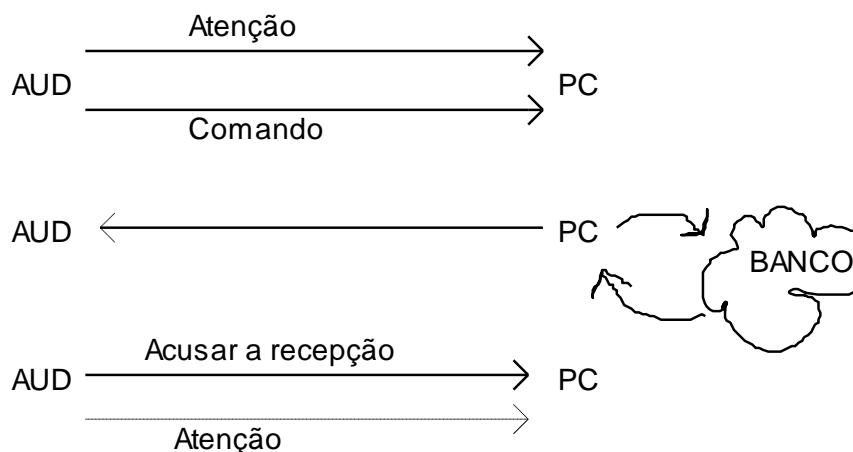 Atenção
AUD PC
Comando
AUD PC
BANCO
Acusar a recepção
AUD PC
Atenção